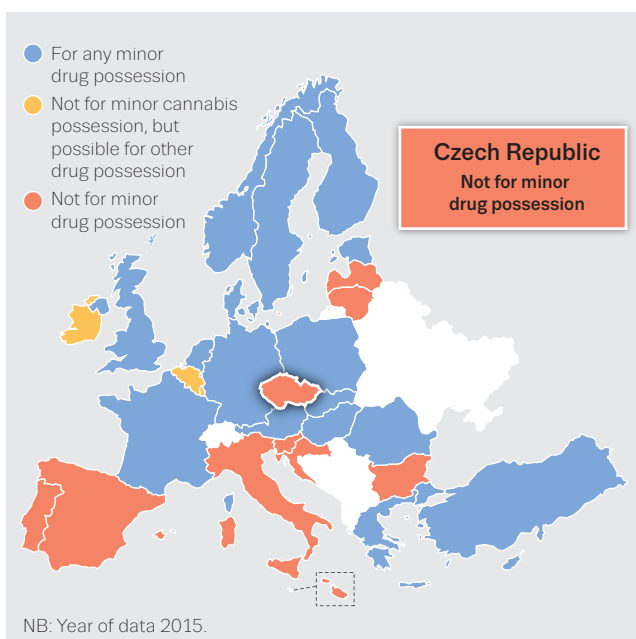 For any minor
drug possession
Not for minor cannabis
possession, but
possible for other
drug possession
Not for minor
drug possession
Czech Republic
Not for minor
drug possession
NB: Year of data 2015.